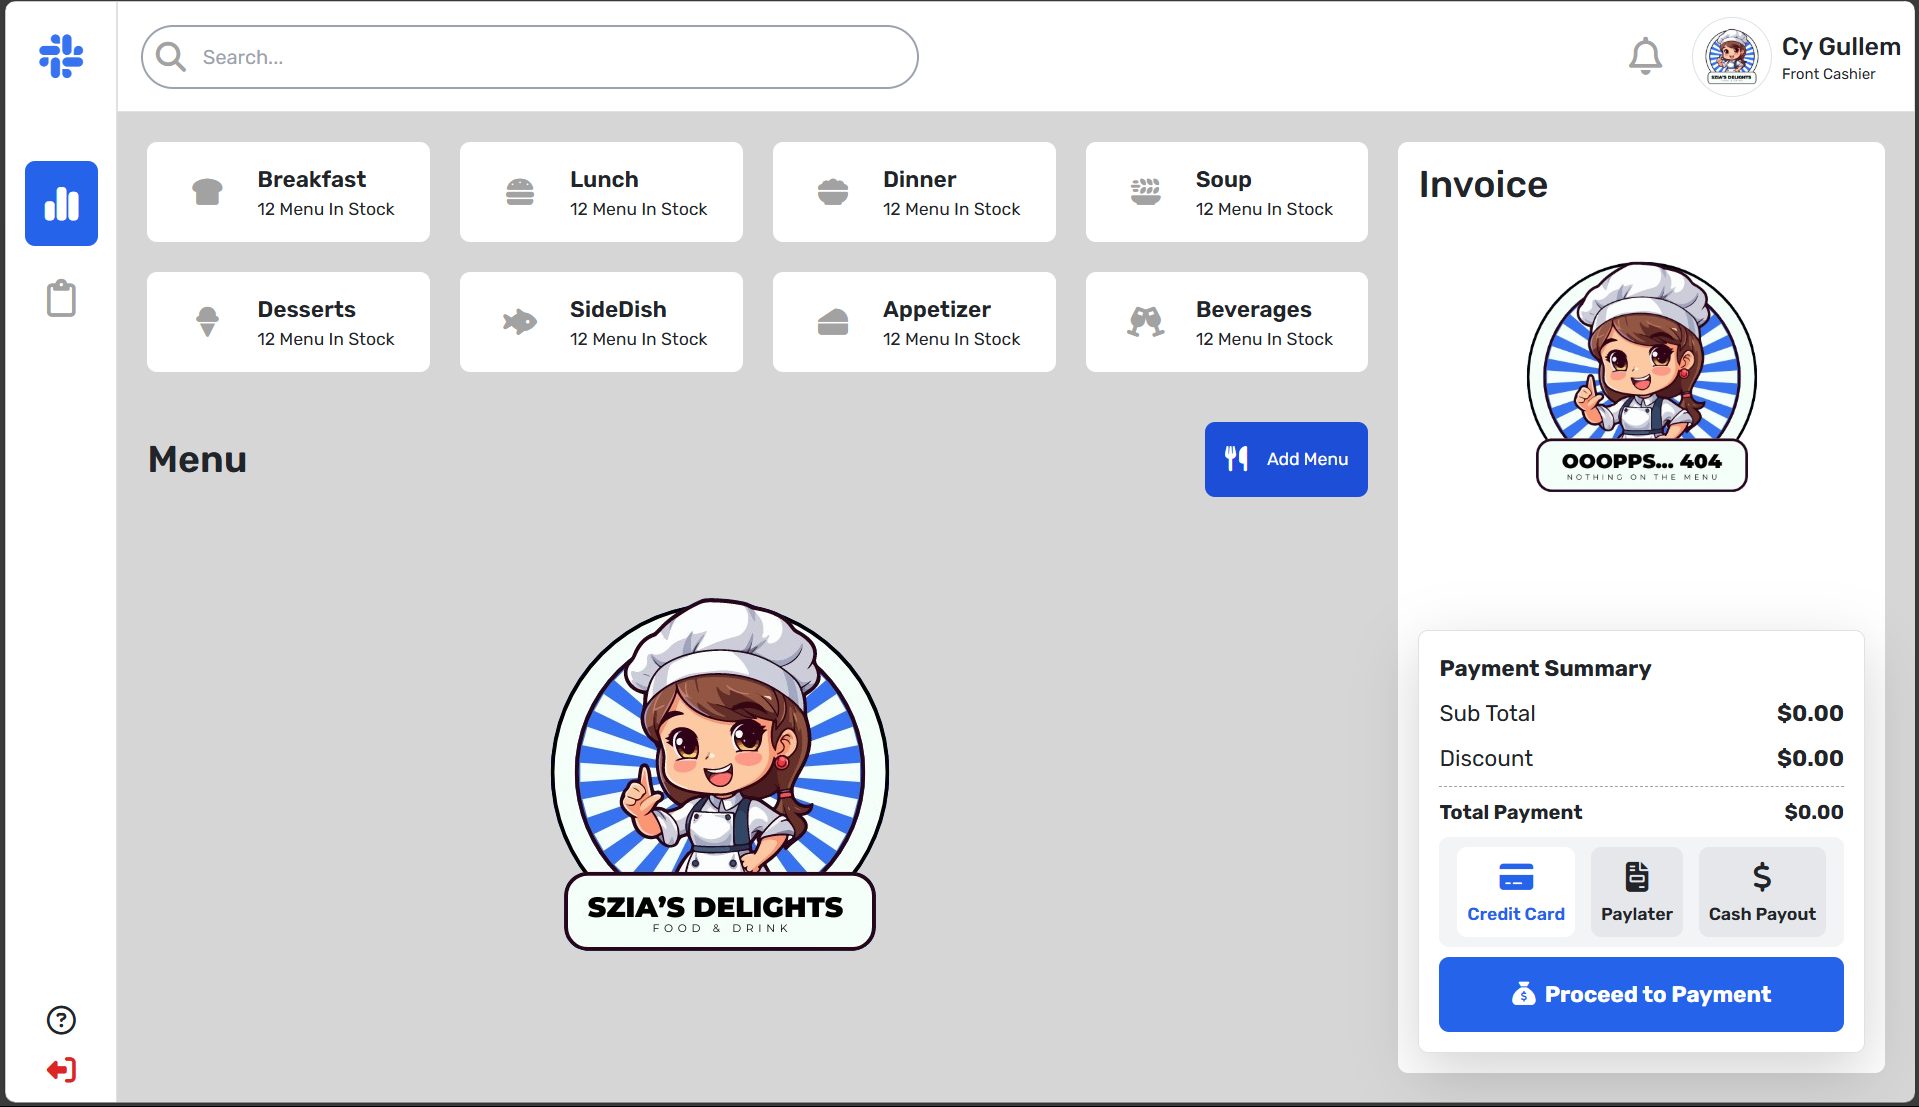 Search...
Cy Gullem
Front Cashier
SZIA'S DELIGHTS
Breakfast
12 Menu In Stock
Lunch
12 Menu In Stock
Dinner
12 Menu In Stock
Soup
12 Menu In Stock
Desserts
12 Menu In Stock
SideDish
12 Menu In Stock
Appetizer
12 Menu In Stock
Beverages
12 Menu In Stock
Menu
Add Menu
SZIA'S DELIGHTS
FOOD & DRINK
Invoice
OOOPPS... 404
NOTHING ON THE MENU
Payment Summary
Sub Total $0.00
Discount $0.00
Total Payment $0.00
Credit Card
Paylater
Cash Payout
Proceed to Payment